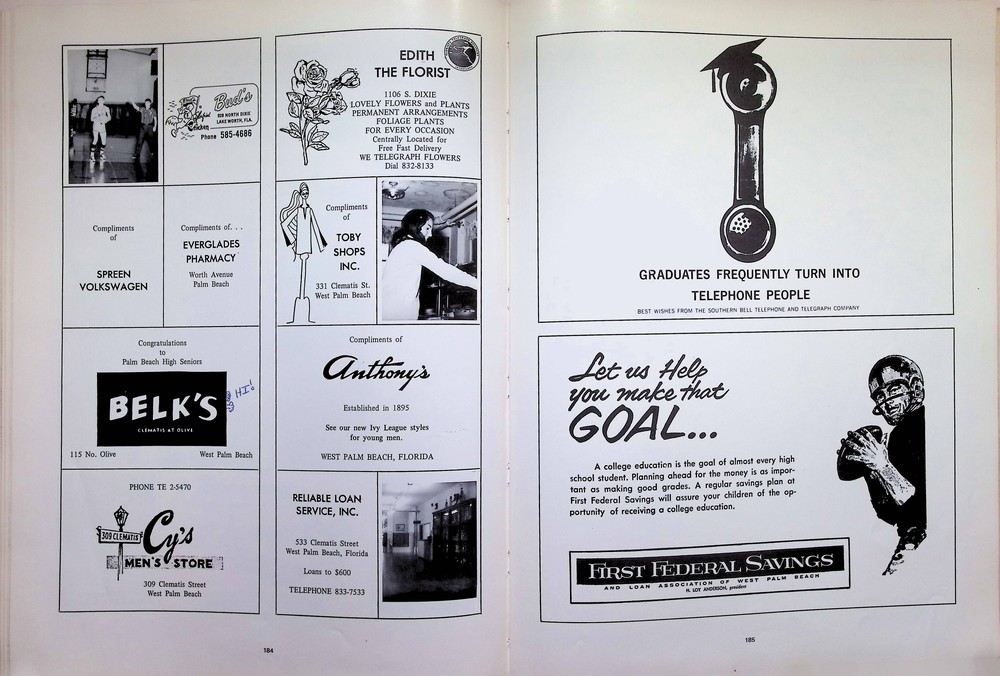 Bud's
Chicken
828 NORTH DIXIE
LAKE WORTH, FLA.
Phone 585-4686
Compliments
of
SPREEN
VOLKSWAGEN
Compliments of. . .
EVERGLADES
PHARMACY
Worth Avenue
Palm Beach
Congratulations
to
Palm Beach High Seniors
BELK'S
CLEMATIS AT OLIVE
HI!
115 No. Olive West Palm Beach
PHONE TE 2-5470
309 CLEMATIS
Cy's
MEN'S STORE
309 Clematis Street
West Palm Beach
184
EDITH
THE FLORIST
1106 S. DIXIE
LOVELY FLOWERS and PLANTS
PERMANENT ARRANGEMENTS
FOLIAGE PLANTS
FOR EVERY OCCASION
Centrally Located for
Free Fast Delivery
WE TELEGRAPH FLOWERS
Dial 832-8133
Compliments
of
TOBY
SHOPS
INC.
331 Clematis St.
West Palm Beach
Compliments of
Anthony's
Established in 1895
See our new Ivy League styles
for young men.
WEST PALM BEACH, FLORIDA
RELIABLE LOAN
SERVICE, INC.
533 Clematis Street
West Palm Beach, Florida
Loans to $600
TELEPHONE 833-7533
GRADUATES FREQUENTLY TURN INTO
TELEPHONE PEOPLE
BEST WISHES FROM THE SOUTHERN BELL TELEPHONE AND TELEGRAPH COMPANY
Let us Help
you make that
GOAL...
A college education is the goal of almost every high
school student. Planning ahead for the money is as impor-
tant as making good grades. A regular savings plan at
First Federal Savings will assure your children of the op-
portunity of receiving a college education.
FIRST FEDERAL SAVINGS
AND LOAN ASSOCIATION OF WEST PALM BEACH
H. LOY ANDERSON, president
185